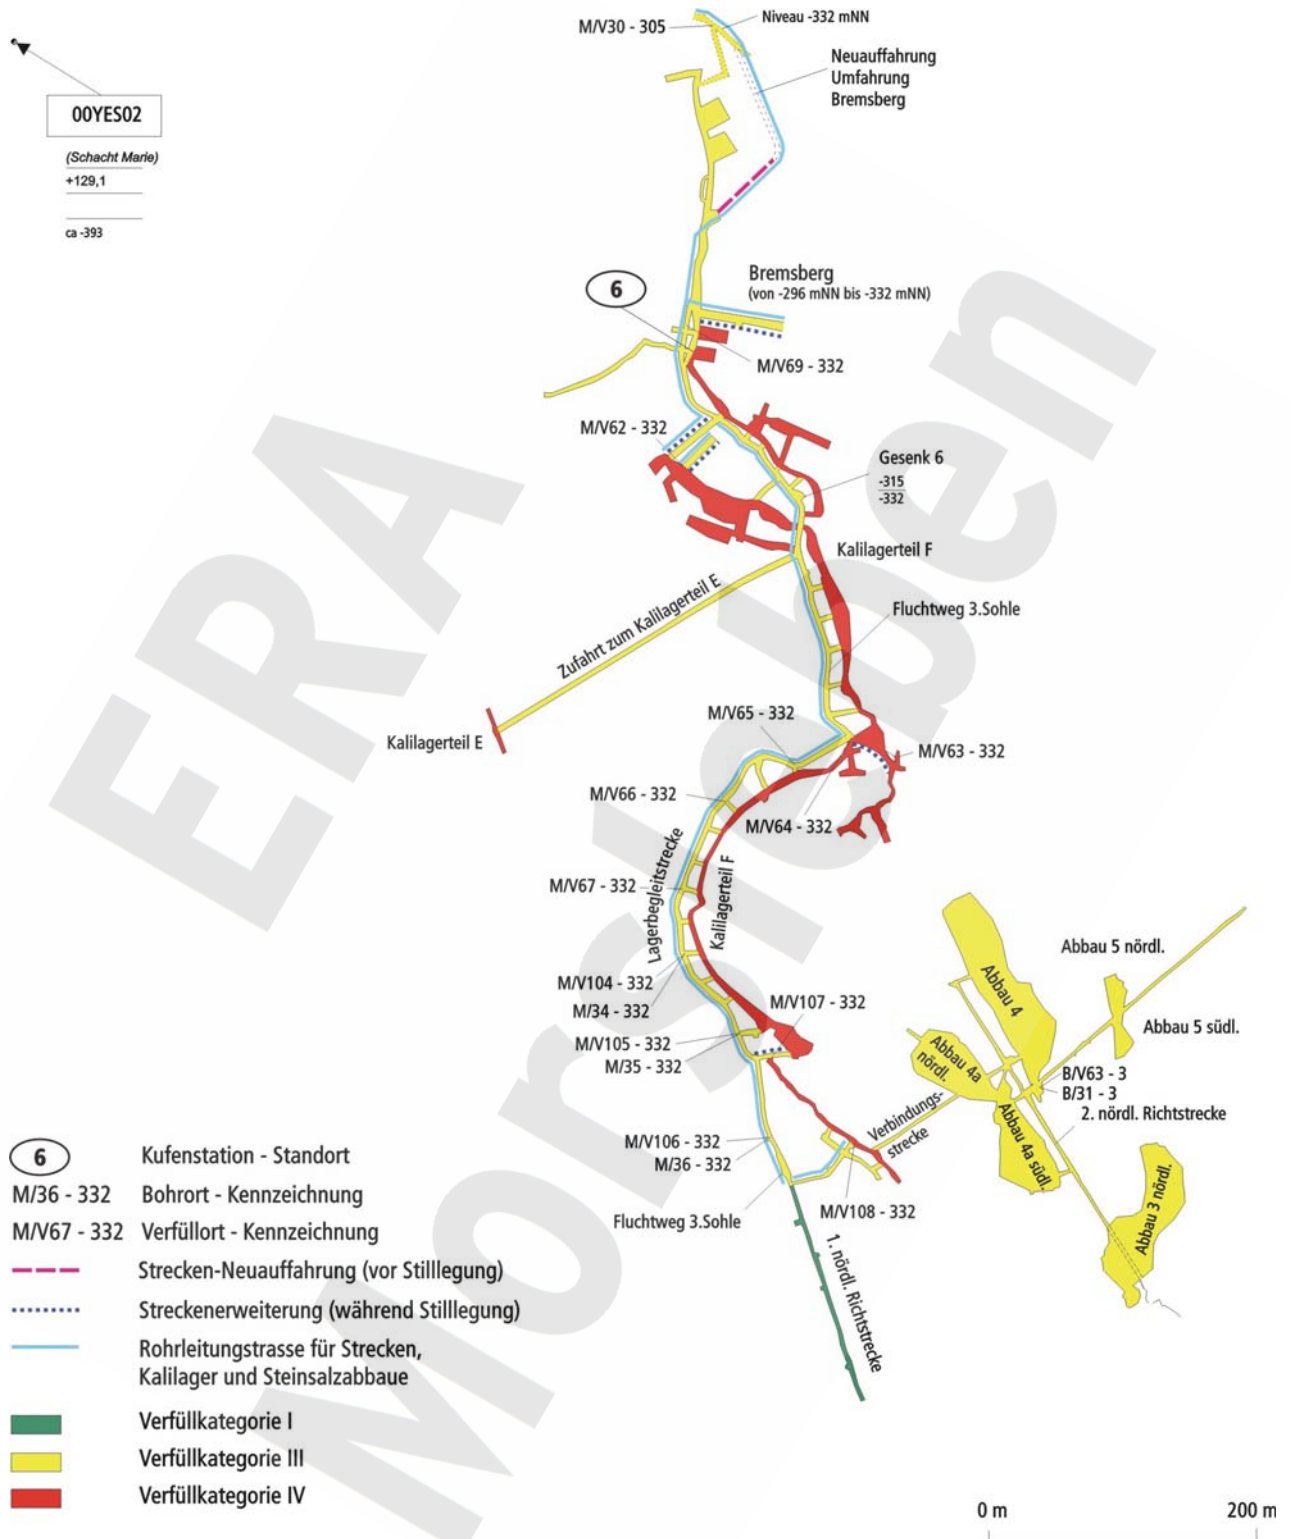 M/V30 - 305
Niveau -332 mNN
Neuauffahrung
Umfahrung
Bremsberg
00YES02
(Schacht Marie)
+129,1
ca -393
6
Bremsberg
(von -296 mNN bis -332 mNN)
M/V69 - 332
M/V62 - 332
Gesenk 6
-315
-332
Kalilagerteil F
Zufahrt zum Kalilagerteil E
Fluchtweg 3.Sohle
M/V65 - 332
Kalilagerteil E
M/V63 - 332
M/V66 - 332
M/V64 - 332
Lagerbegleitstrecke
Kalilagerteil F
M/V67 - 332
M/V104 - 332
M/34 - 332
M/V107 - 332
M/V105 - 332
M/35 - 332
Abbau 5 nördl.
Abbau 4
Abbau 5 südl.
Abbau 4a
nördl.
B/V63 - 3
B/31 - 3
2. nördl. Richtstrecke
Abbau 4a südl.
Verbindungs-
strecke
Abbau 3 nördl.
M/V106 - 332
M/36 - 332
M/V108 - 332
Fluchtweg 3.Sohle
1. nördl. Richtstrecke
6 Kufenstation - Standort
M/36 - 332 Bohrort - Kennzeichnung
M/V67 - 332 Verfüllort - Kennzeichnung
Strecken-Neuauffahrung (vor Stilllegung)
Streckenerweiterung (während Stilllegung)
Rohrleitungstrasse für Strecken,
Kalilager und Steinsalzabbaue
Verfüllkategorie I
Verfüllkategorie III
Verfüllkategorie IV
0 m 200 m
ERA
Morsleben